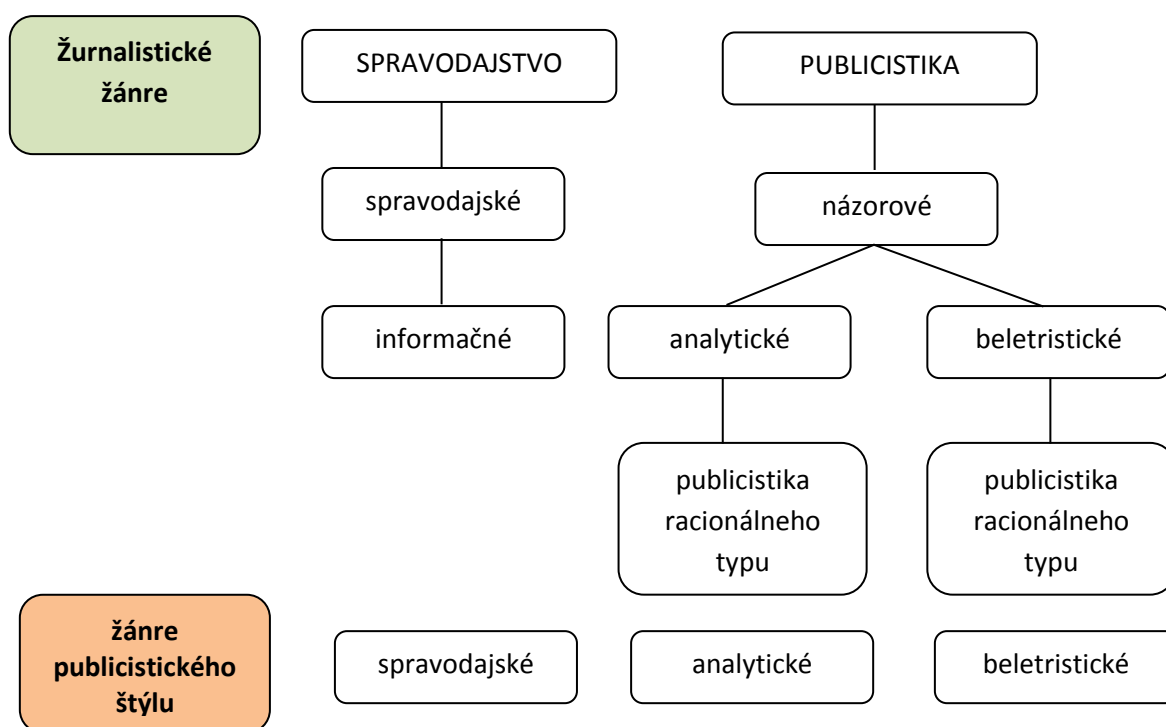 Žurnalistické
žánre
SPRAVODAJSTVO
PUBLICISTIKA
spravodajské
názorové
informačné
analytické
beletristické
publicistika
racionálneho
typu
publicistika
racionálneho
typu
žánre
publicistického
štýlu
spravodajské
analytické
beletristické